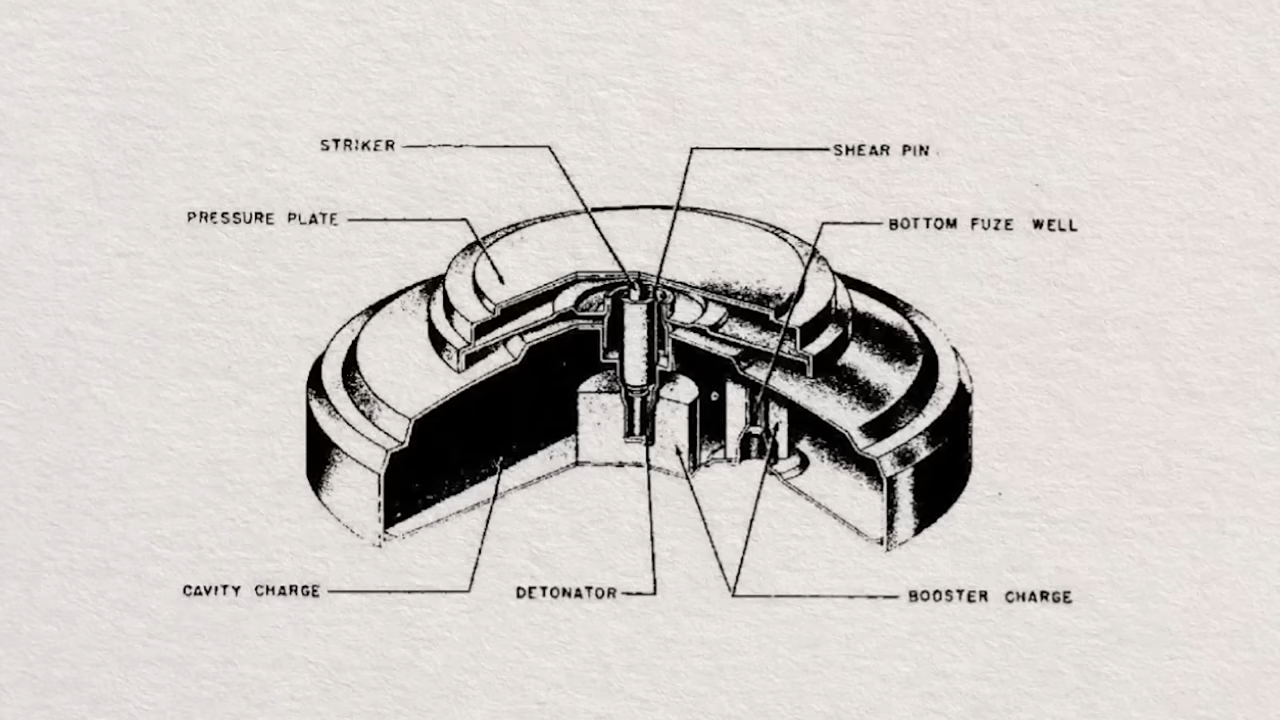 STRIKER
SHEAR PIN
PRESSURE PLATE
BOTTOM FUZE WELL
CAVITY CHARGE
DETONATOR
BOOSTER CHARGE